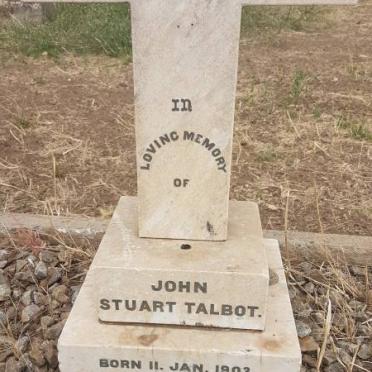 In
LOVING MEMORY
OF
JOHN
STUART TALBOT.
BORN 11. JAN. 1903.